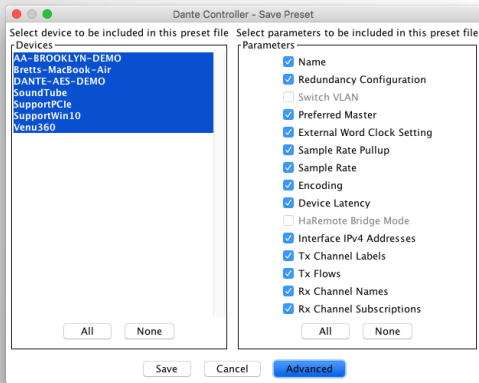 Dante Controller - Save Preset
Select device to be included in this preset file
Devices
AA-BROOKLYN-DEMO
Bretts-MacBook-Air
DANTE-AES-DEMO
SoundTube
SupportPCIe
SupportWin10
Venu360
All
None
Select parameters to be included in this preset file
Parameters
Name
Redundancy Configuration
Switch VLAN
Preferred Master
External Word Clock Setting
Sample Rate Pullup
Sample Rate
Encoding
Device Latency
HaRemote Bridge Mode
Interface IPv4 Addresses
Tx Channel Labels
Tx Flows
Rx Channel Names
Rx Channel Subscriptions
All
None
Save
Cancel
Advanced